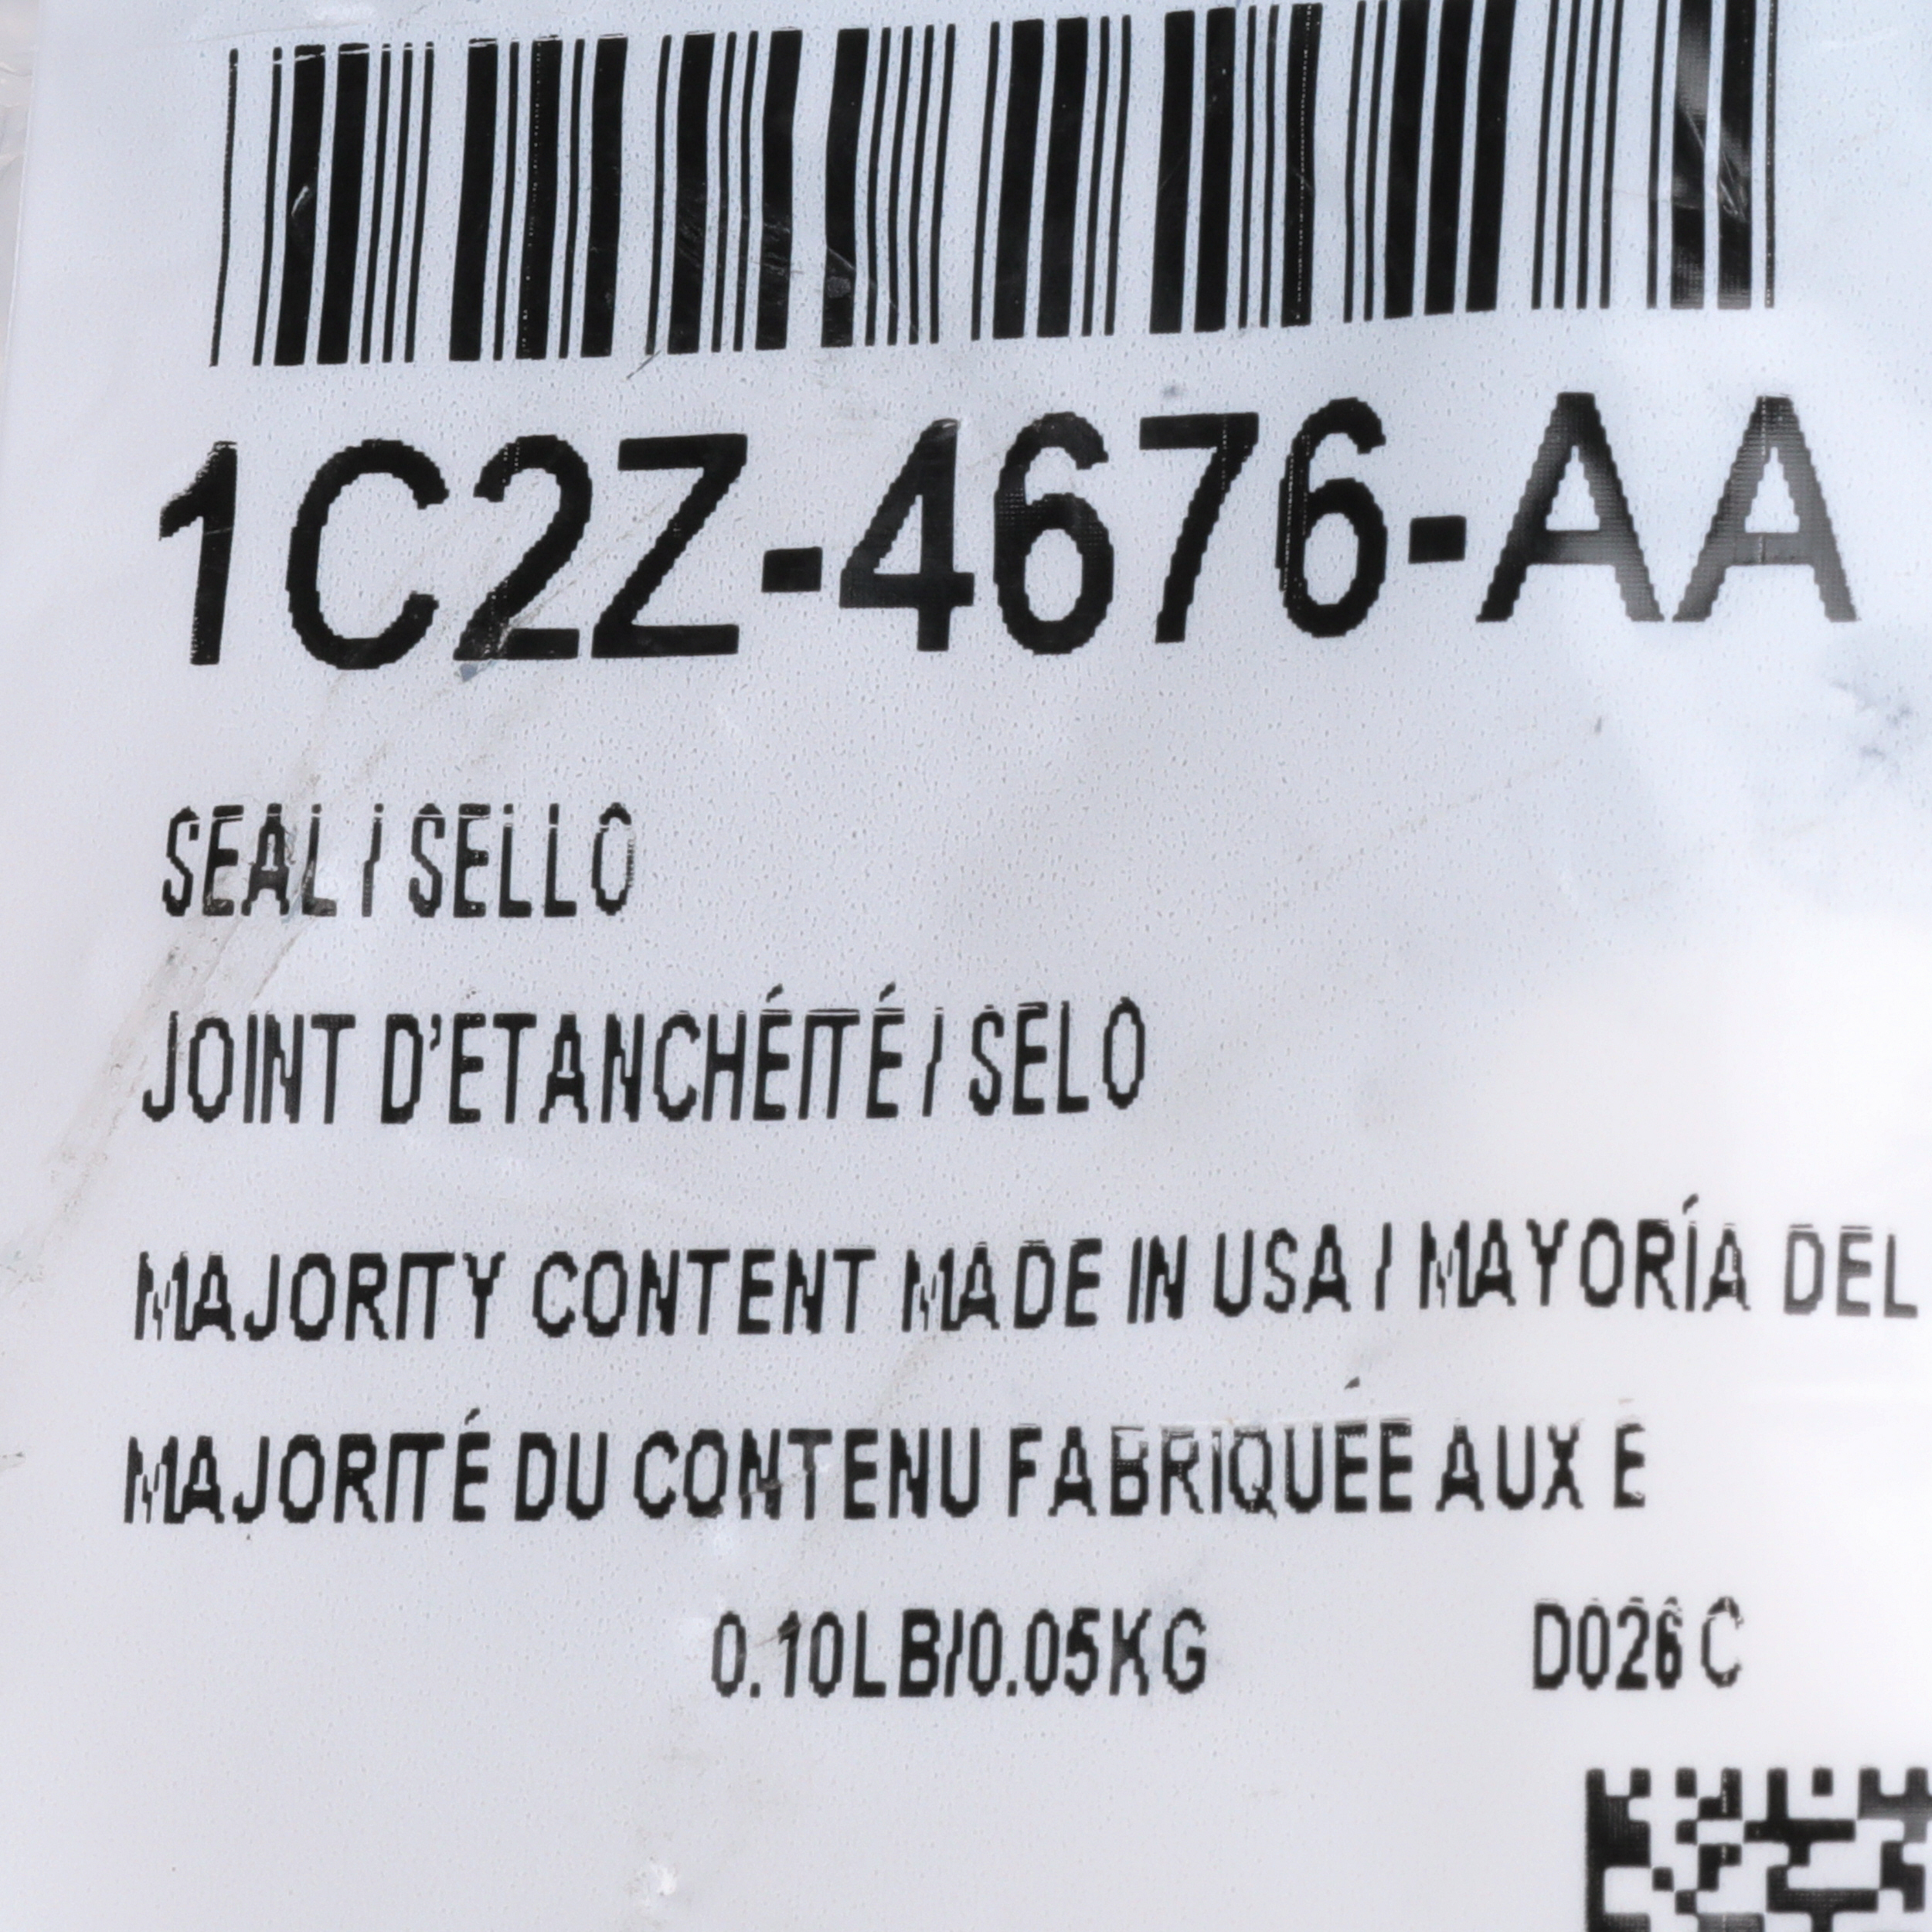 1C2Z-4676-AA
SEAL / SELLO
JOINT D'ETANCHÉITÉ / SELO
MAJORITY CONTENT MADE IN USA / MAYORÍA DEL
MAJORITÉ DU CONTENU FABRIQUÉE AUX E
0.10LB/0.05KG D026 C